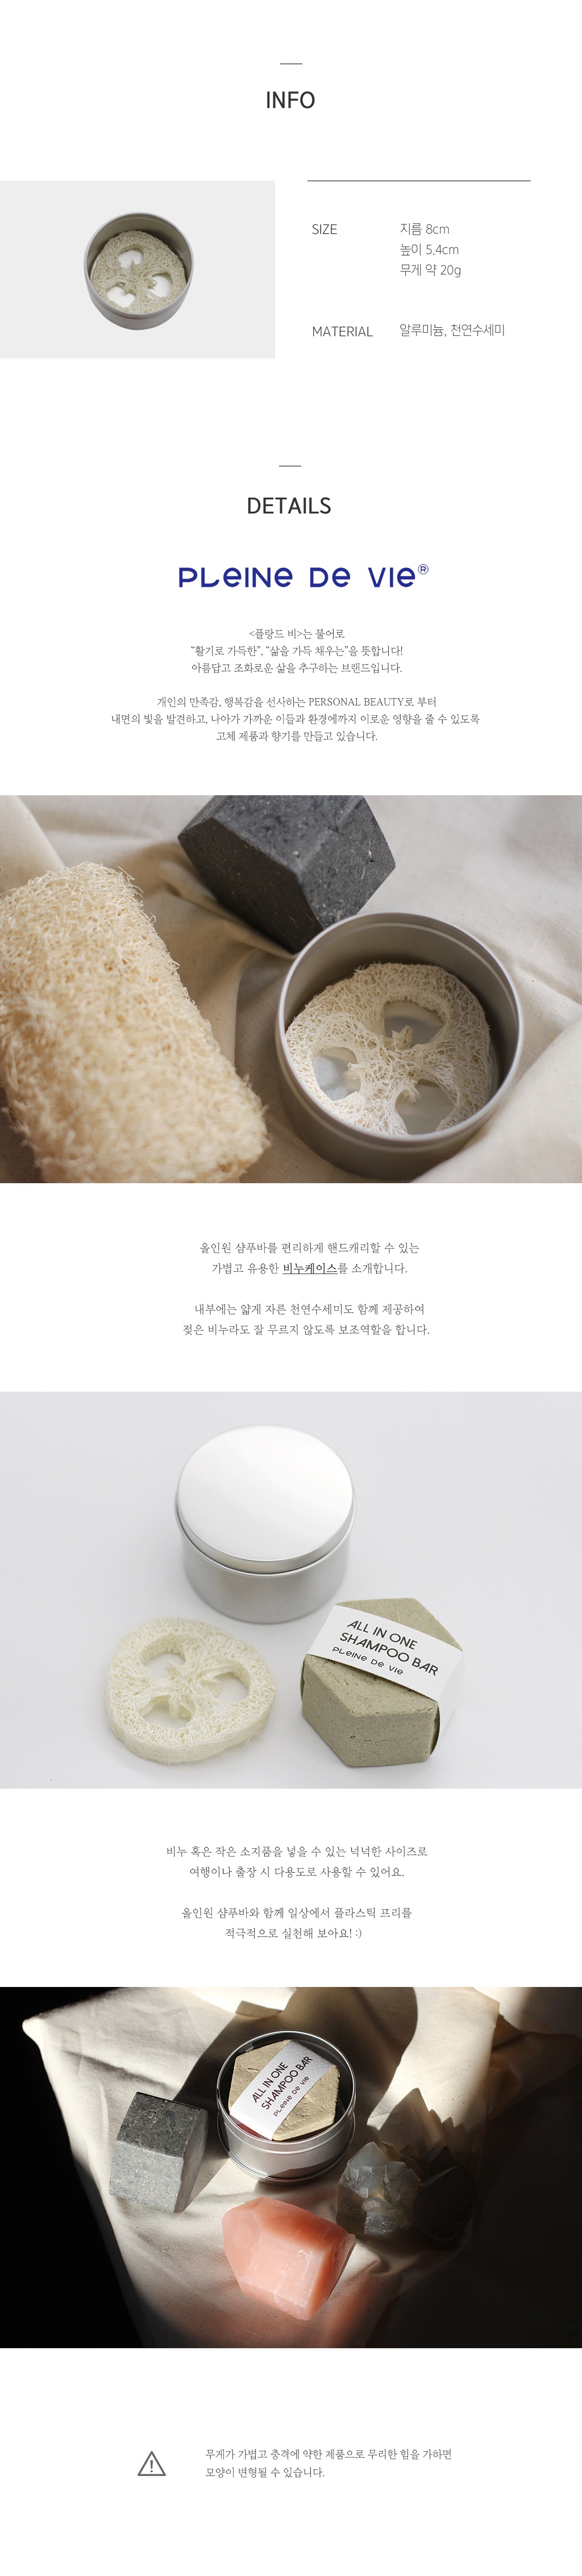 INFO
SIZE
지름 8cm
높이 5.4cm
무게 약 20g
MATERIAL
알루미늄, 천연수세미
DETAILS
PLEINE DE VIE®
<플랑드 비>는 불어로
“활기로 가득한”, “삶을 가득 채우는”을 뜻합니다!
아름답고 조화로운 삶을 추구하는 브랜드입니다.
개인의 만족감, 행복감을 선사하는 PERSONAL BEAUTY로 부터
내면의 빛을 발견하고, 나아가 가까운 이들과 환경에까지 이로운 영향을 줄 수 있도록
고체 제품과 향기를 만들고 있습니다.
올인원 샴푸바를 편리하게 핸드캐리할 수 있는
가볍고 유용한 비누케이스를 소개합니다.
내부에는 얇게 자른 천연수세미도 함께 제공하여
젖은 비누라도 잘 무르지 않도록 보조역할을 합니다.
ALL IN ONE
SHAMPOO BAR
PLEINE DE VIE
비누 혹은 작은 소지품을 넣을 수 있는 넉넉한 사이즈로
여행이나 출장 시 다용도로 사용할 수 있어요.
올인원 샴푸바와 함께 일상에서 플라스틱 프리를
적극적으로 실천해 보아요! :)
ALL IN ONE
SHAMPOO BAR
PLEINE DE VIE
무게가 가볍고 충격에 약한 제품으로 무리한 힘을 가하면
모양이 변형될 수 있습니다.